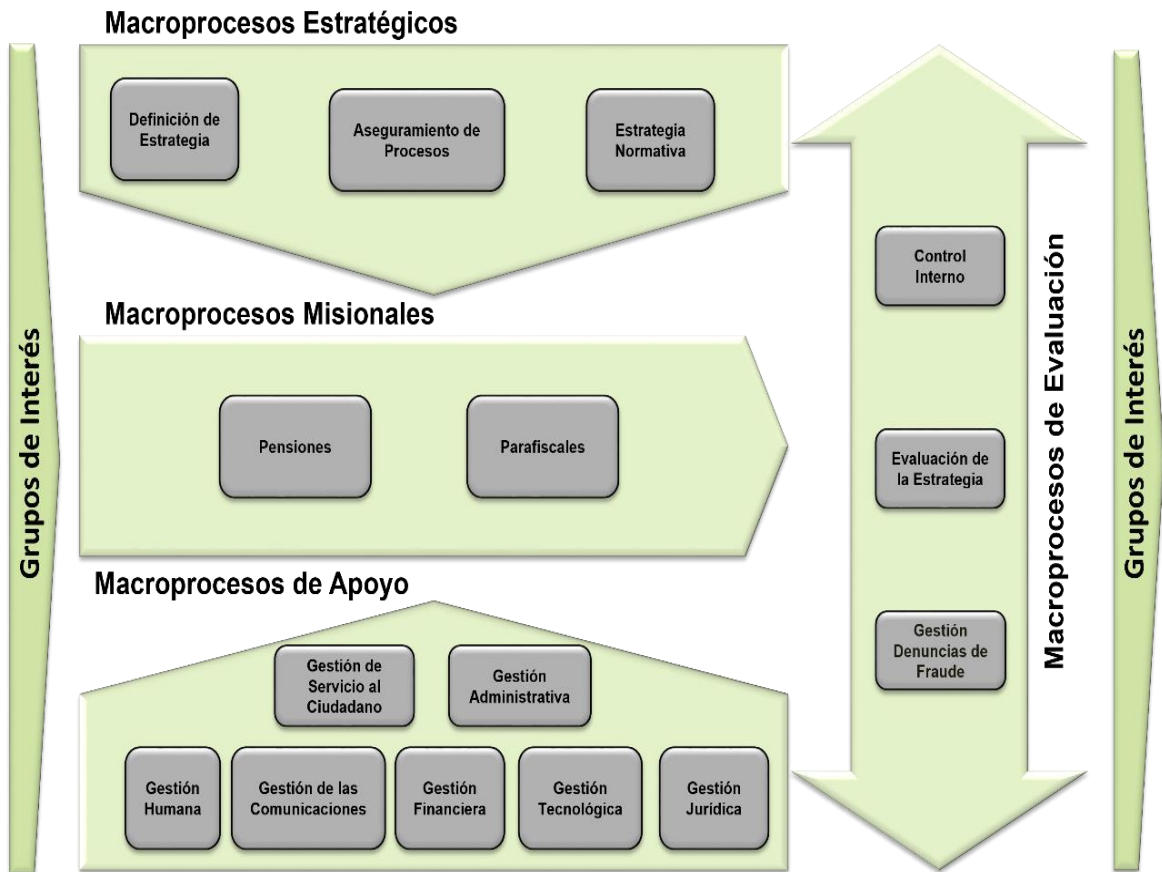 Macroprocesos Estratégicos
Definición de
Estrategia
Aseguramiento de
Procesos
Estrategia
Normativa
Macroprocesos Misionales
Pensiones
Parafiscales
Macroprocesos de Apoyo
Gestión de
Servicio al
Ciudadano
Gestión
Administrativa
Gestión
Humana
Gestión de las
Comunicaciones
Gestión
Financiera
Gestión
Tecnológica
Gestión
Jurídica
Grupos de Interés
Control
Interno
Evaluación de
la Estrategia
Gestión
Denuncias de
Fraude
Macroprocesos de Evaluación
Grupos de Interés